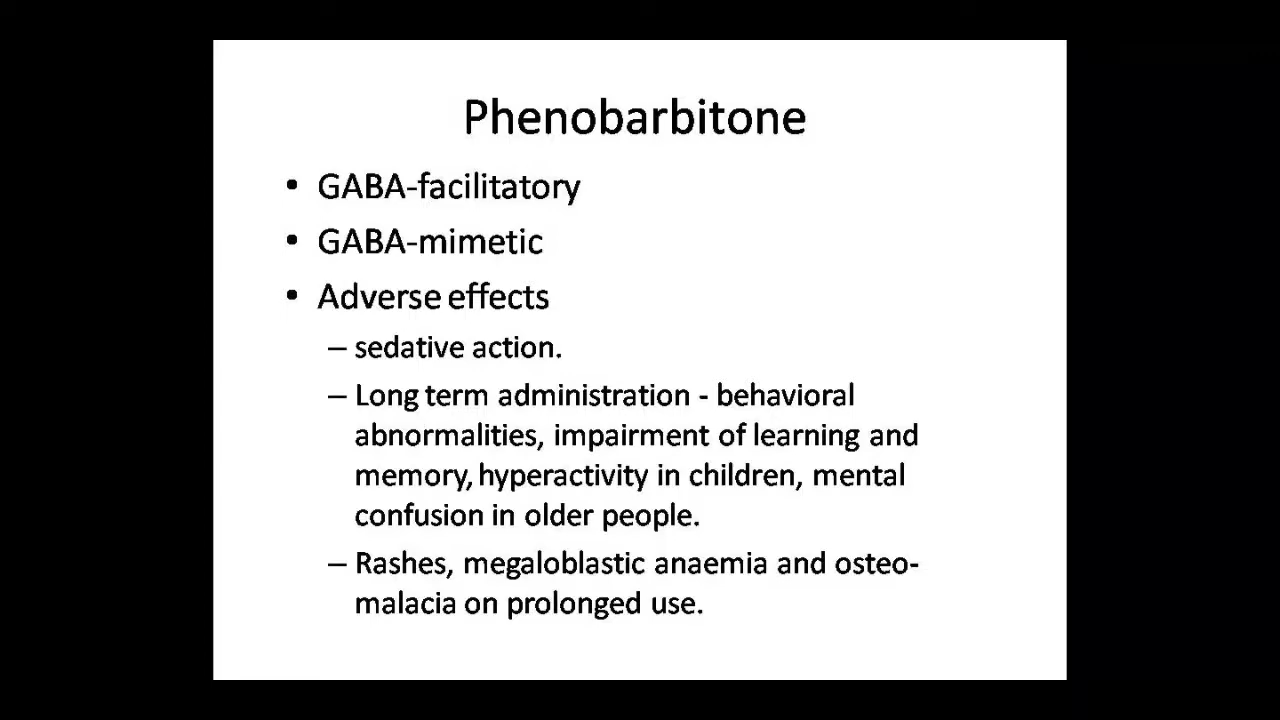 Phenobarbitone
• GABA-facilitatory
• GABA-mimetic
• Adverse effects
– sedative action.
– Long term administration - behavioral
abnormalities, impairment of learning and
memory, hyperactivity in children, mental
confusion in older people.
– Rashes, megaloblastic anaemia and osteo-
malacia on prolonged use.